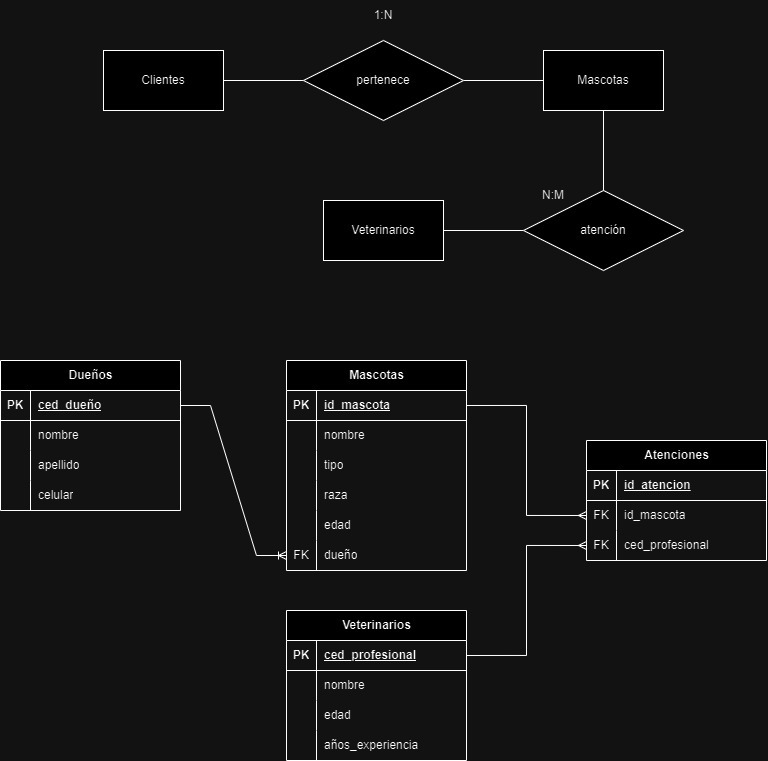 1:N
Clientes
pertenece
Mascotas
N:M
Veterinarios
atención
Dueños
PK ced_dueño
nombre
apellido
celular
Mascotas
PK id_mascota
nombre
tipo
raza
edad
FK dueño
Atenciones
PK id_atencion
FK id_mascota
FK ced_profesional
Veterinarios
PK ced_profesional
nombre
edad
años_experiencia